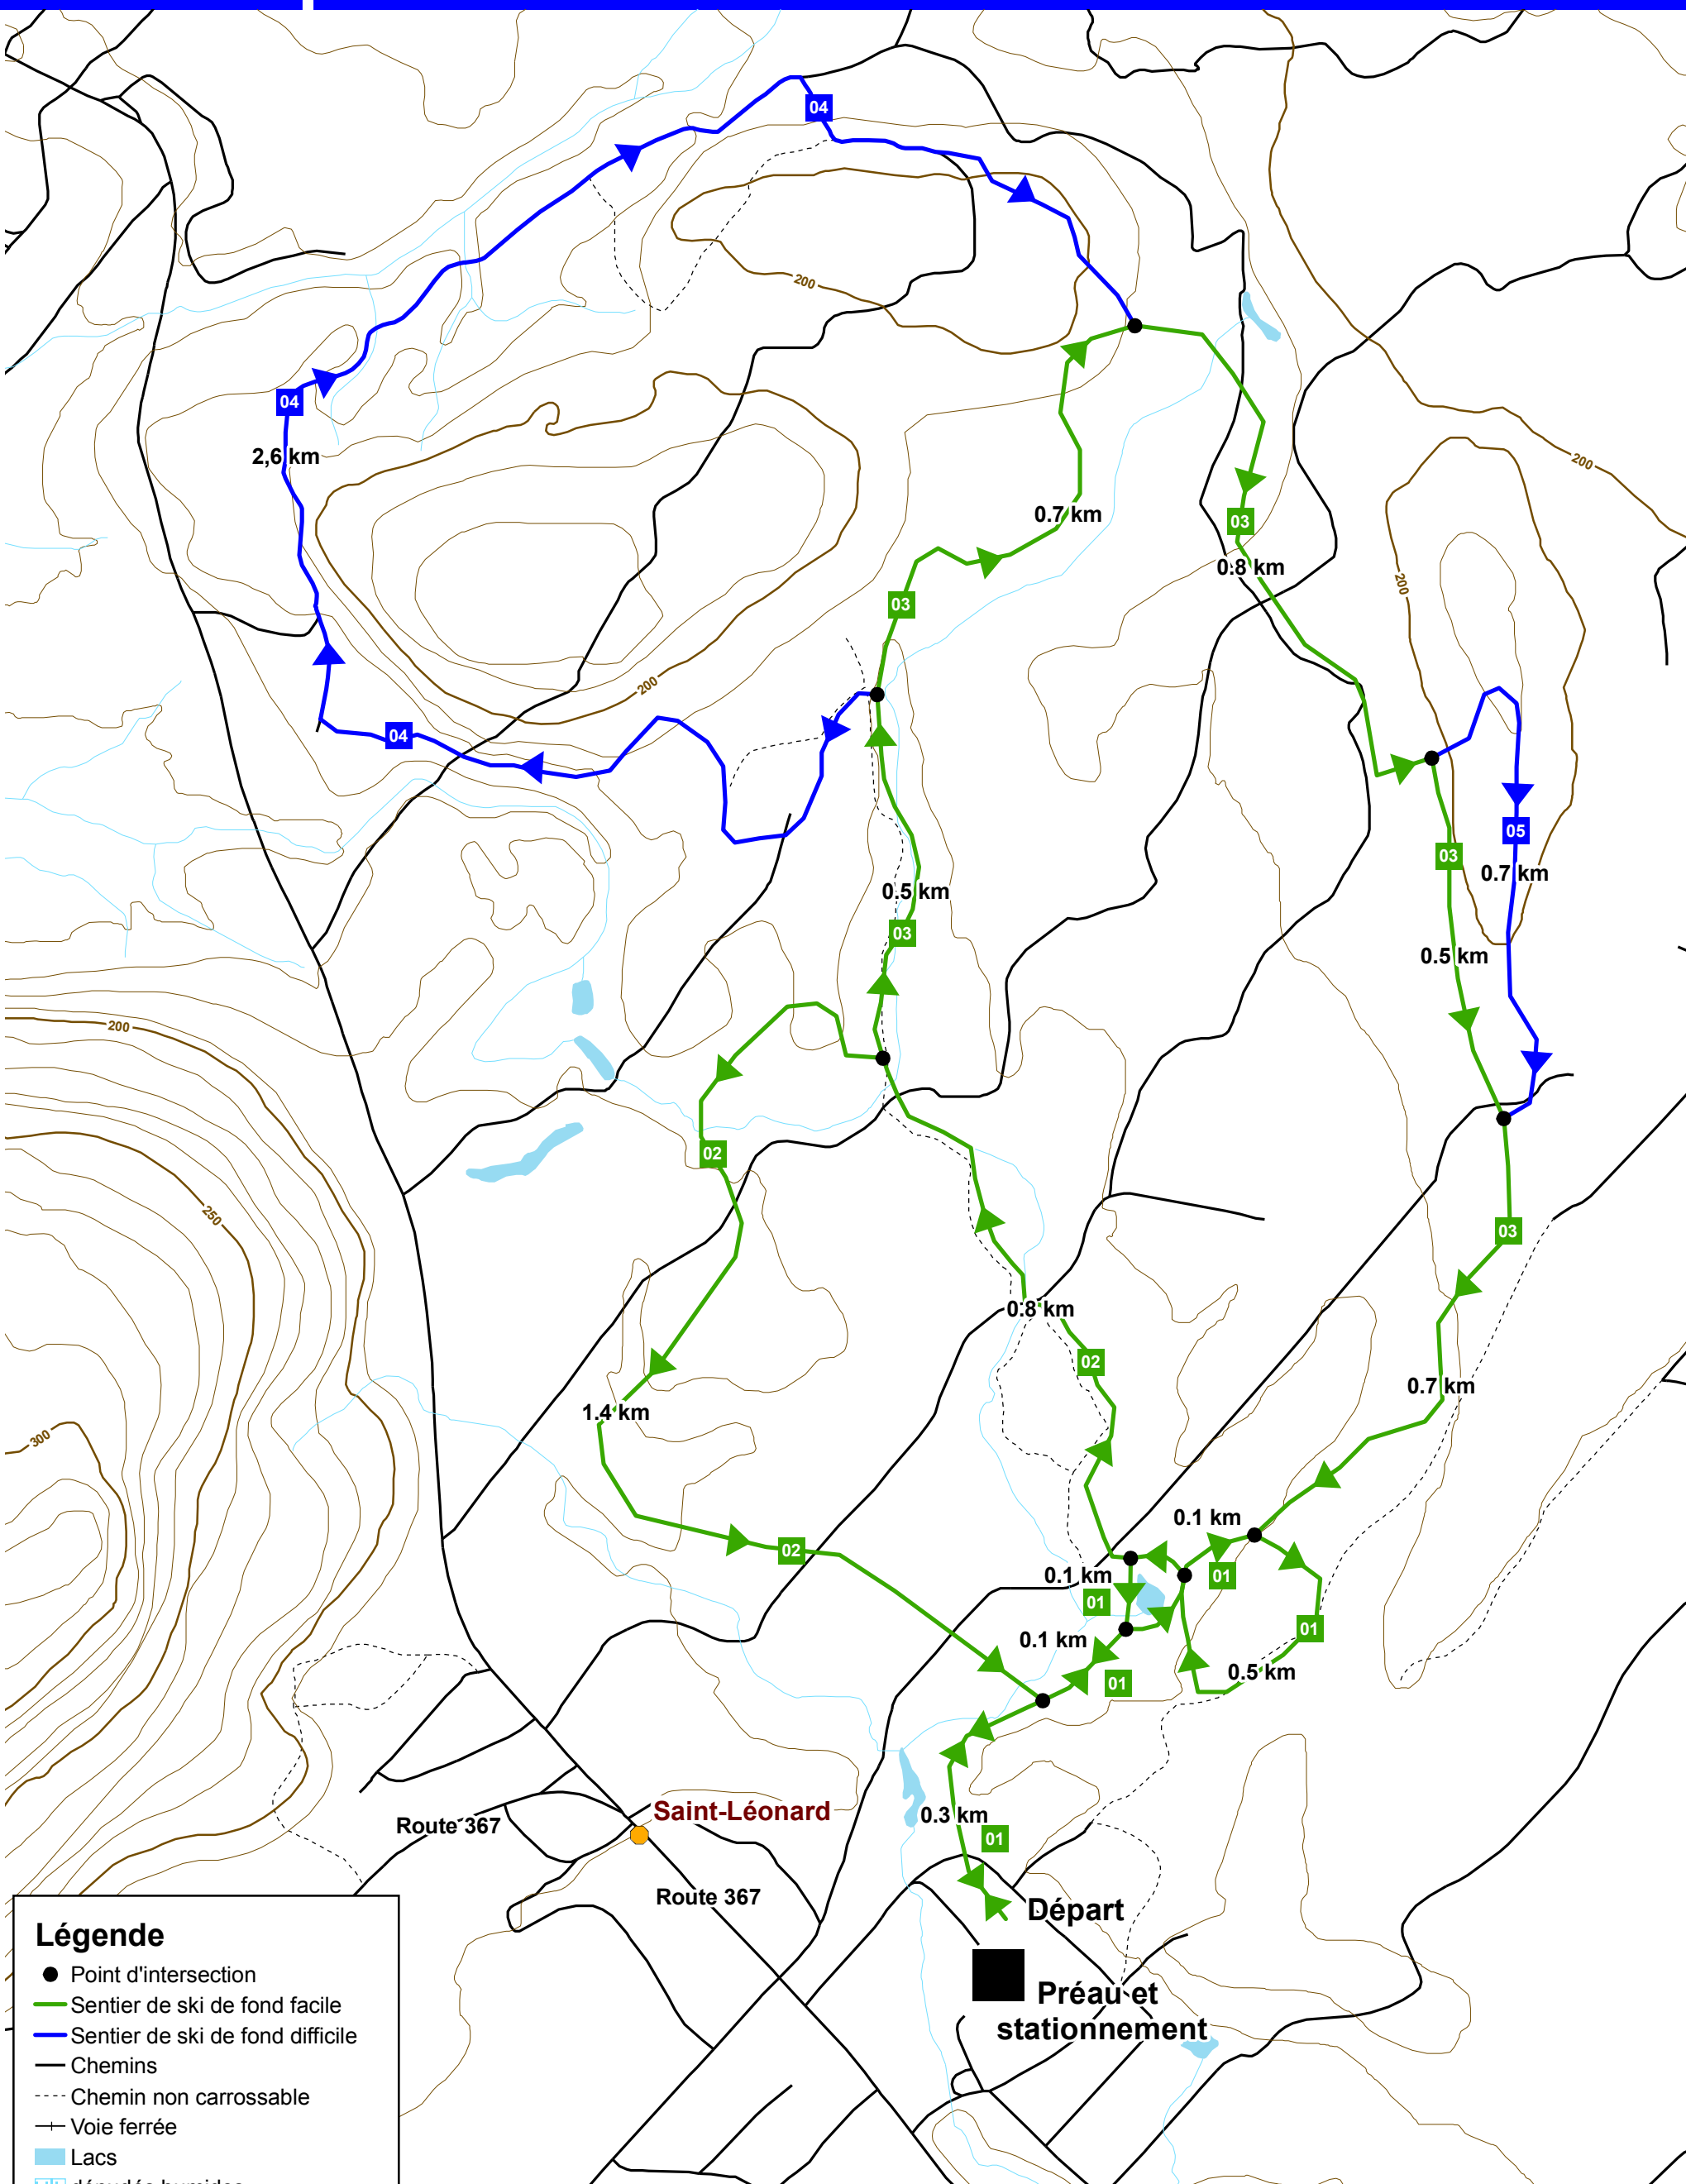 04
200
04
2,6 km
200
03
0.7 km
0.8 km
200
03
200
04
05
03
0.7 km
0.5 km
03
0.5 km
200
02
250
03
0.8 km
02
0.7 km
1.4 km
300
0.1 km
02
0.1 km
01
01
01
0.1 km
0.5 km
01
Saint-Léonard
0.3 km
Route 367
01
Route 367
Départ
Préau et
stationnement
Légende
Point d'intersection
Sentier de ski de fond facile
Sentier de ski de fond difficile
Chemins
Chemin non carrossable
Voie ferrée
Lacs